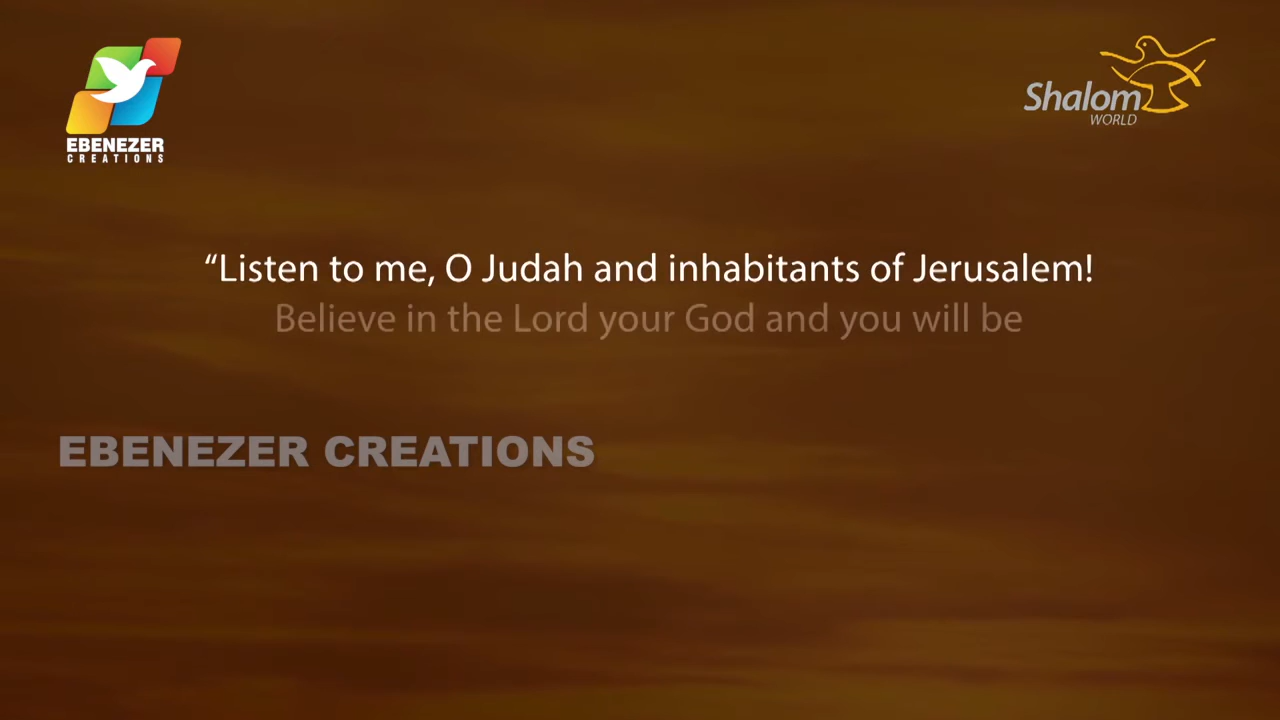 EBENEZER
CREATIONS
Shalom
WORLD
“Listen to me, O Judah and inhabitants of Jerusalem!
Believe in the Lord your God and you will be
EBENEZER CREATIONS